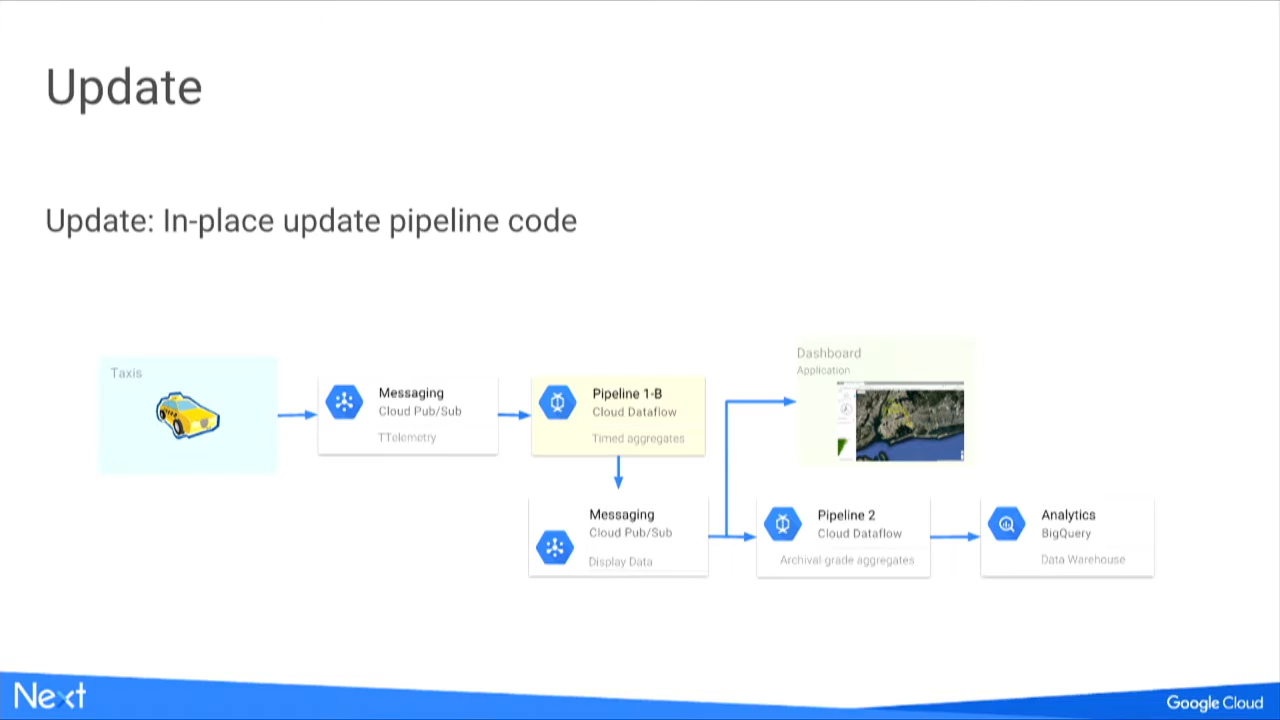 Update
Update: In-place update pipeline code
Taxis
Messaging
Cloud Pub/Sub
TTelemetry
Pipeline 1-B
Cloud Dataflow
Timed aggregates
Dashboard
Application
Messaging
Cloud Pub/Sub
Display Data
Pipeline 2
Cloud Dataflow
Archival grade aggregates
Analytics
BigQuery
Data Warehouse
Next
Google Cloud